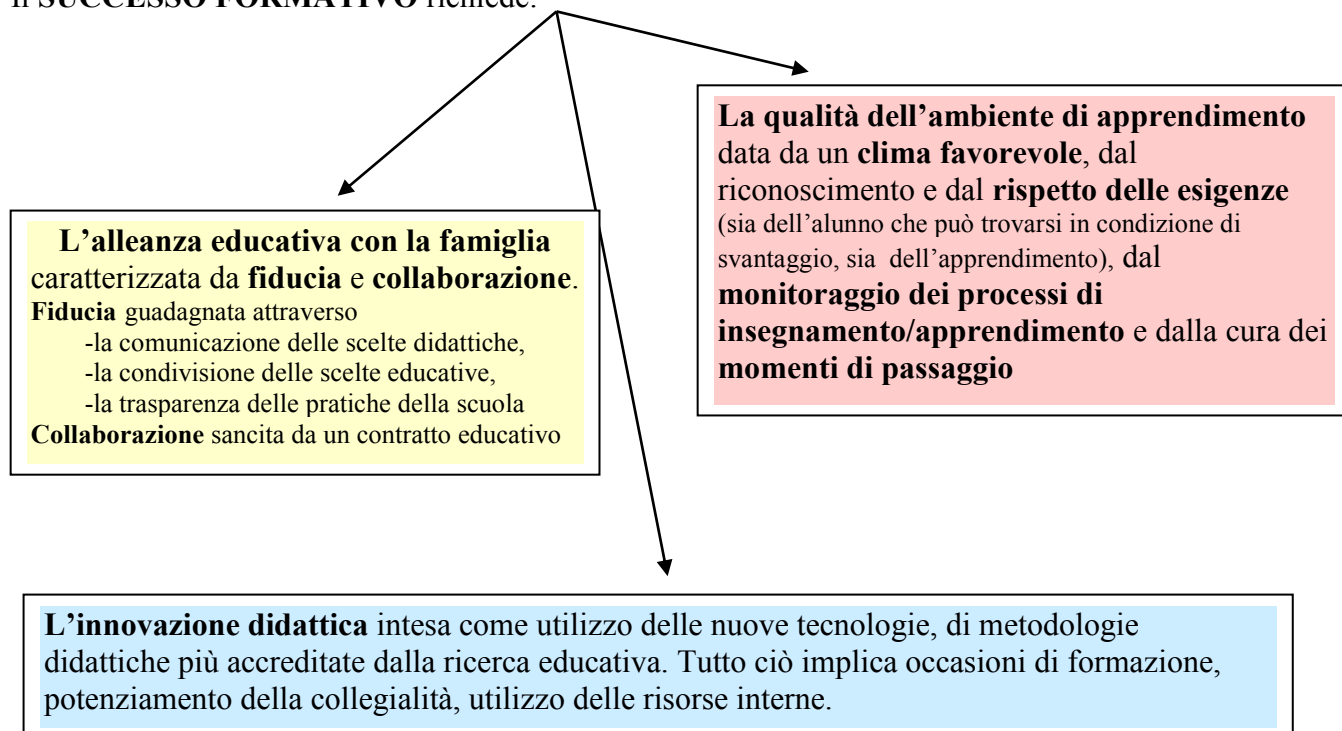 Il SUCCESSO FORMATIVO richiede:
La qualità dell’ambiente di apprendimento
data da un clima favorevole, dal
riconoscimento e dal rispetto delle esigenze
(sia dell’alunno che può trovarsi in condizione di
svantaggio, sia dell’apprendimento), dal
monitoraggio dei processi di
insegnamento/apprendimento e dalla cura dei
momenti di passaggio
L’alleanza educativa con la famiglia
caratterizzata da fiducia e collaborazione.
Fiducia guadagnata attraverso
-la comunicazione delle scelte didattiche,
-la condivisione delle scelte educative,
-la trasparenza delle pratiche della scuola
Collaborazione sancita da un contratto educativo
L’innovazione didattica intesa come utilizzo delle nuove tecnologie, di metodologie
didattiche più accreditate dalla ricerca educativa. Tutto ciò implica occasioni di formazione,
potenziamento della collegialità, utilizzo delle risorse interne.